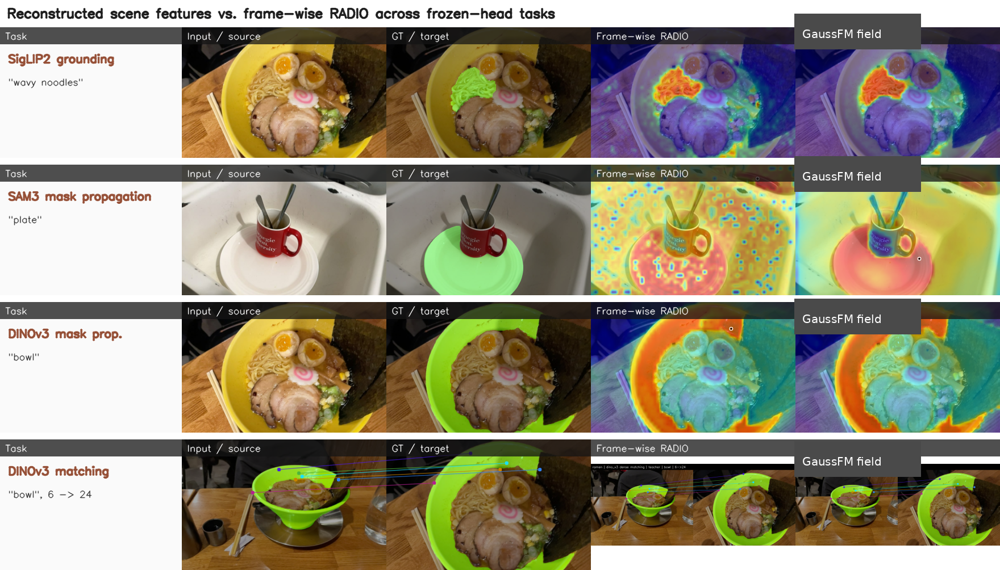 Reconstructed scene features vs. frame-wise RADIO across frozen-head tasks
Task
Input / source
GT / target
Frame-wise RADIO
GaussFM field
SigLIP2 grounding
"wavy noodles"
Task
Input / source
GT / target
Frame-wise RADIO
GaussFM field
SAM3 mask propagation
"plate"
Task
Input / source
GT / target
Frame-wise RADIO
GaussFM field
DINOv3 mask prop.
"bowl"
Task
Input / source
GT / target
Frame-wise RADIO
GaussFM field
DINOv3 matching
"bowl", 6 -> 24
ramen | dino_v3 dense matching | teacher | bowl | 6->24